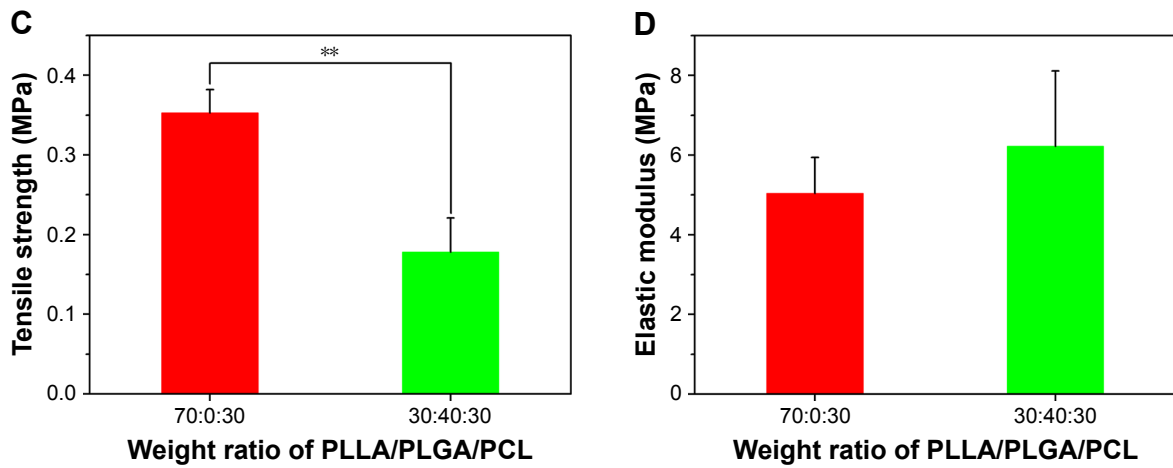 C
Tensile strength (MPa)
0.4
0.3
0.2
0.1
0.0
**
70:0:30
30:40:30
Weight ratio of PLLA/PLGA/PCL
D
Elastic modulus (MPa)
8
6
4
2
0
70:0:30
30:40:30
Weight ratio of PLLA/PLGA/PCL